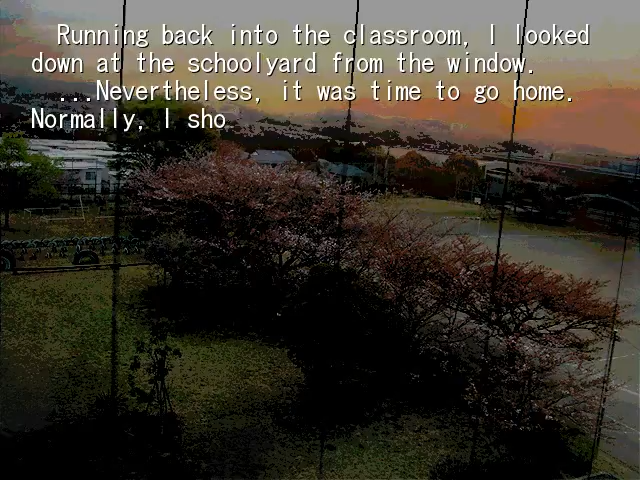 Running back into the classroom, I looked
down at the schoolyard from the window.
...Nevertheless, it was time to go home.
Normally, I sho